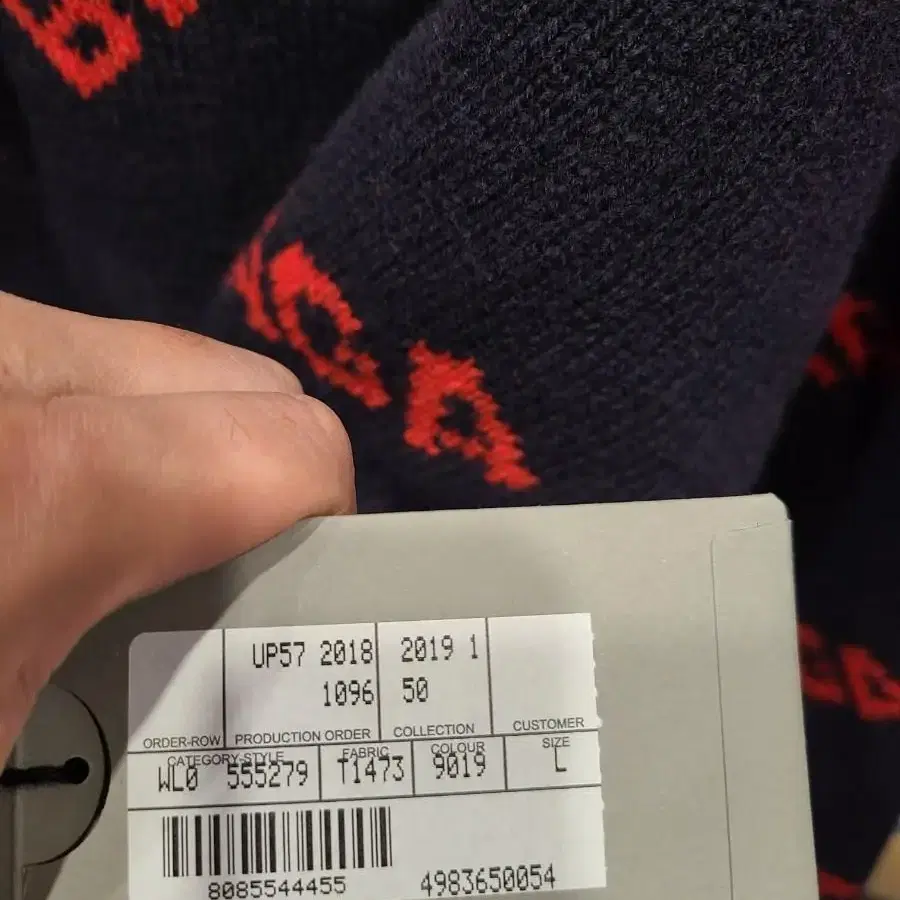 UP57 2018 2019 1
1096 50
ORDER-ROW PRODUCTION ORDER COLLECTION CUSTOMER
CATEGORY-STYLE FABRIC COLOUR SIZE
WL0 555279 T1473 9019 L
8085544455 4983650054